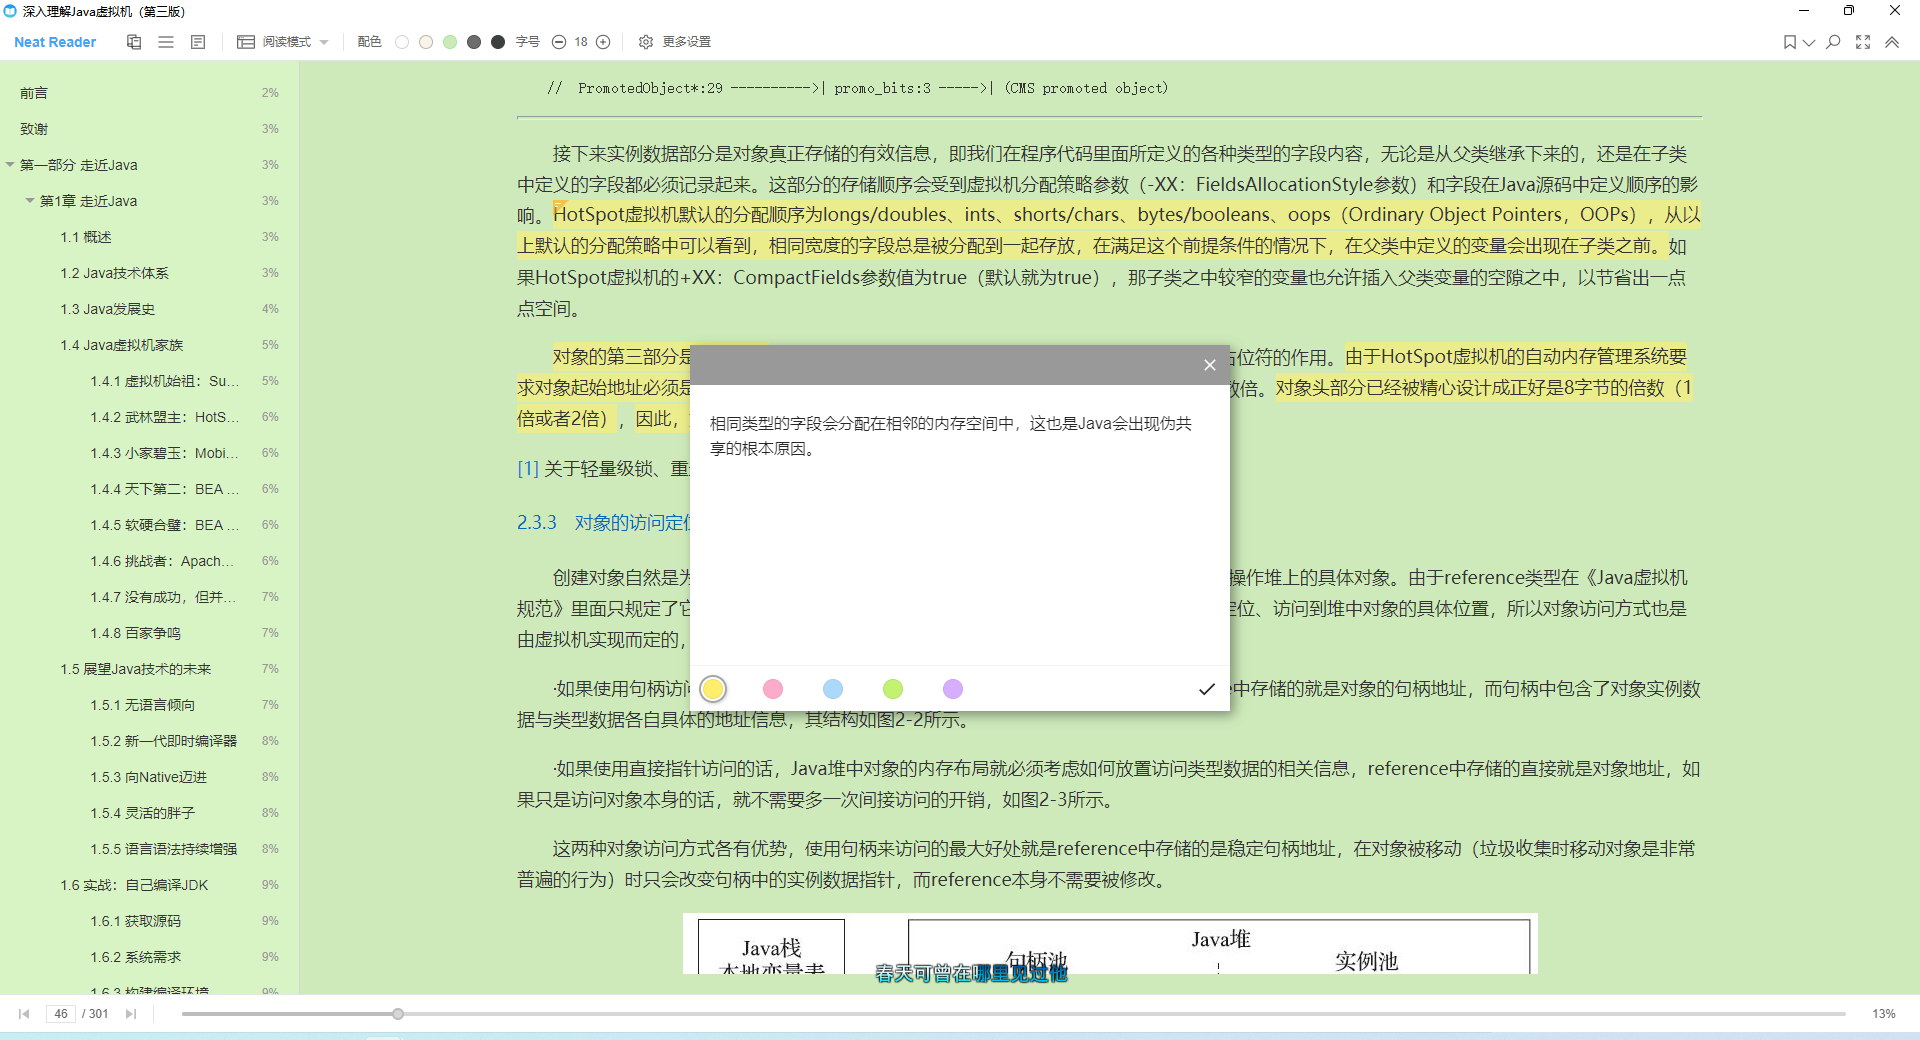 深入理解Java虚拟机（第三版）
Neat Reader
阅读模式
配色
字号
18
更多设置
前言 2%
致谢 3%
第一部分 走近Java 3%
第1章 走近Java 3%
1.1 概述 3%
1.2 Java技术体系 3%
1.3 Java发展史 4%
1.4 Java虚拟机家族 5%
1.4.1 虚拟机始祖：Su... 5%
1.4.2 武林盟主：HotS... 6%
1.4.3 小家碧玉：Mobi... 6%
1.4.4 天下第二：BEA ... 6%
1.4.5 软硬合璧：BEA ... 6%
1.4.6 挑战者：Apach... 6%
1.4.7 没有成功，但并... 7%
1.4.8 百家争鸣 7%
1.5 展望Java技术的未来 7%
1.5.1 无语言倾向 7%
1.5.2 新一代即时编译器 8%
1.5.3 向Native迈进 8%
1.5.4 灵活的胖子 8%
1.5.5 语言语法持续增强 8%
1.6 实战：自己编译JDK 9%
1.6.1 获取源码 9%
1.6.2 系统需求 9%
1.6.3 构建编译环境 9%
// PromotedObject*:29 ---------->| promo_bits:3 ----->| (CMS promoted object)
接下来实例数据部分是对象真正存储的有效信息，即我们在程序代码里面所定义的各种类型的字段内容，无论是从父类继承下来的，还是在子类
中定义的字段都必须记录起来。这部分的存储顺序会受到虚拟机分配策略参数（-XX：FieldsAllocationStyle参数）和字段在Java源码中定义顺序的影
响。HotSpot虚拟机默认的分配顺序为longs/doubles、ints、shorts/chars、bytes/booleans、oops（Ordinary Object Pointers，OOPs），从以
上默认的分配策略中可以看到，相同宽度的字段总是被分配到一起存放，在满足这个前提条件的情况下，在父类中定义的变量会出现在子类之前。如
果HotSpot虚拟机的+XX：CompactFields参数值为true（默认就为true），那子类之中较窄的变量也允许插入父类变量的空隙之中，以节省出一点
点空间。
对象的第三部分是
占位符的作用。由于HotSpot虚拟机的自动内存管理系统要
求对象起始地址必须是
数倍。对象头部分已经被精心设计成正好是8字节的倍数（1
倍或者2倍），因此，
[1] 关于轻量级锁、重
2.3.3 对象的访问定位
创建对象自然是为
操作堆上的具体对象。由于reference类型在《Java虚拟机
规范》里面只规定了它
定位、访问到堆中对象的具体位置，所以对象访问方式也是
由虚拟机实现而定的，
·如果使用句柄访问
中存储的就是对象的句柄地址，而句柄中包含了对象实例数
据与类型数据各自具体的地址信息，其结构如图2-2所示。
·如果使用直接指针访问的话，Java堆中对象的内存布局就必须考虑如何放置访问类型数据的相关信息，reference中存储的直接就是对象地址，如
果只是访问对象本身的话，就不需要多一次间接访问的开销，如图2-3所示。
这两种对象访问方式各有优势，使用句柄来访问的最大好处就是reference中存储的是稳定句柄地址，在对象被移动（垃圾收集时移动对象是非常
普遍的行为）时只会改变句柄中的实例数据指针，而reference本身不需要被修改。
相同类型的字段会分配在相邻的内存空间中，这也是Java会出现伪共
享的根本原因。
Java栈
本地变量表
Java堆
句柄池
实例池
春天可曾在哪里见过他
46 / 301
13%